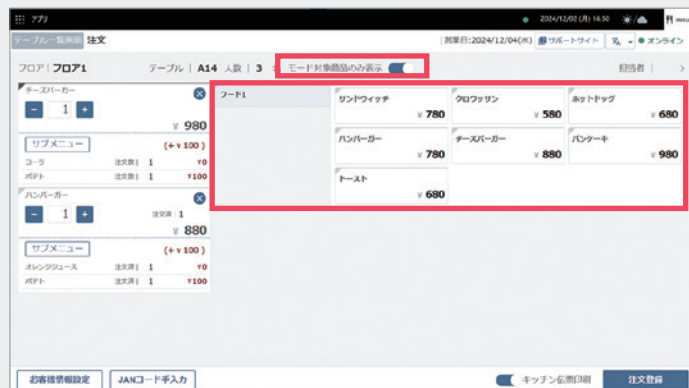 アプリ
2024/12/02 (月) 16:50
menu
テーブル一覧画面 注文
営業日:2024/12/04(水) サポートサイト オンライン
フロア | フロア1 テーブル | A14 人数 | 3 モード対象商品のみ表示 担当者 |
チーズバーガー
− 1 +
¥ 980
サブメニュー (+ ¥ 100 )
コーラ 注文数 | 1 ¥0
ポテト 注文数 | 1 ¥100
ハンバーガー
− 1 + 注文済 | 1
¥ 880
サブメニュー (+ ¥ 100 )
オレンジジュース 注文済 | 1 ¥0
ポテト 注文済 | 1 ¥100
フード1
サンドウィッチ クロワッサン ホットドッグ
¥ 780 ¥ 580 ¥ 680
ハンバーガー チーズバーガー パンケーキ
¥ 780 ¥ 880 ¥ 980
トースト
¥ 680
お客様情報設定 JANコード手入力 キッチン伝票印刷 注文登録